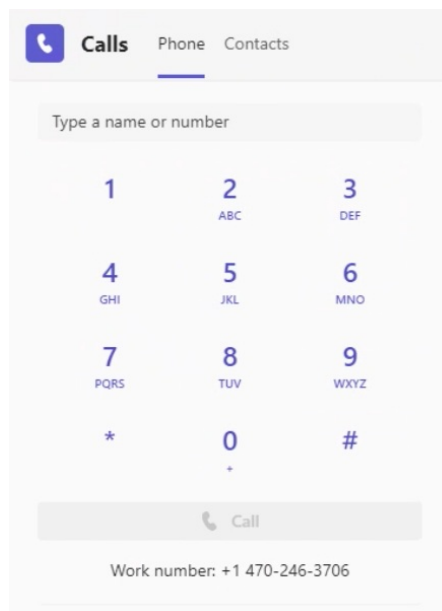 Calls Phone Contacts
Type a name or number
1 2 3
ABC DEF
4 5 6
GHI JKL MNO
7 8 9
PQRS TUV WXYZ
* 0 #
+
Call
Work number: +1 470-246-3706